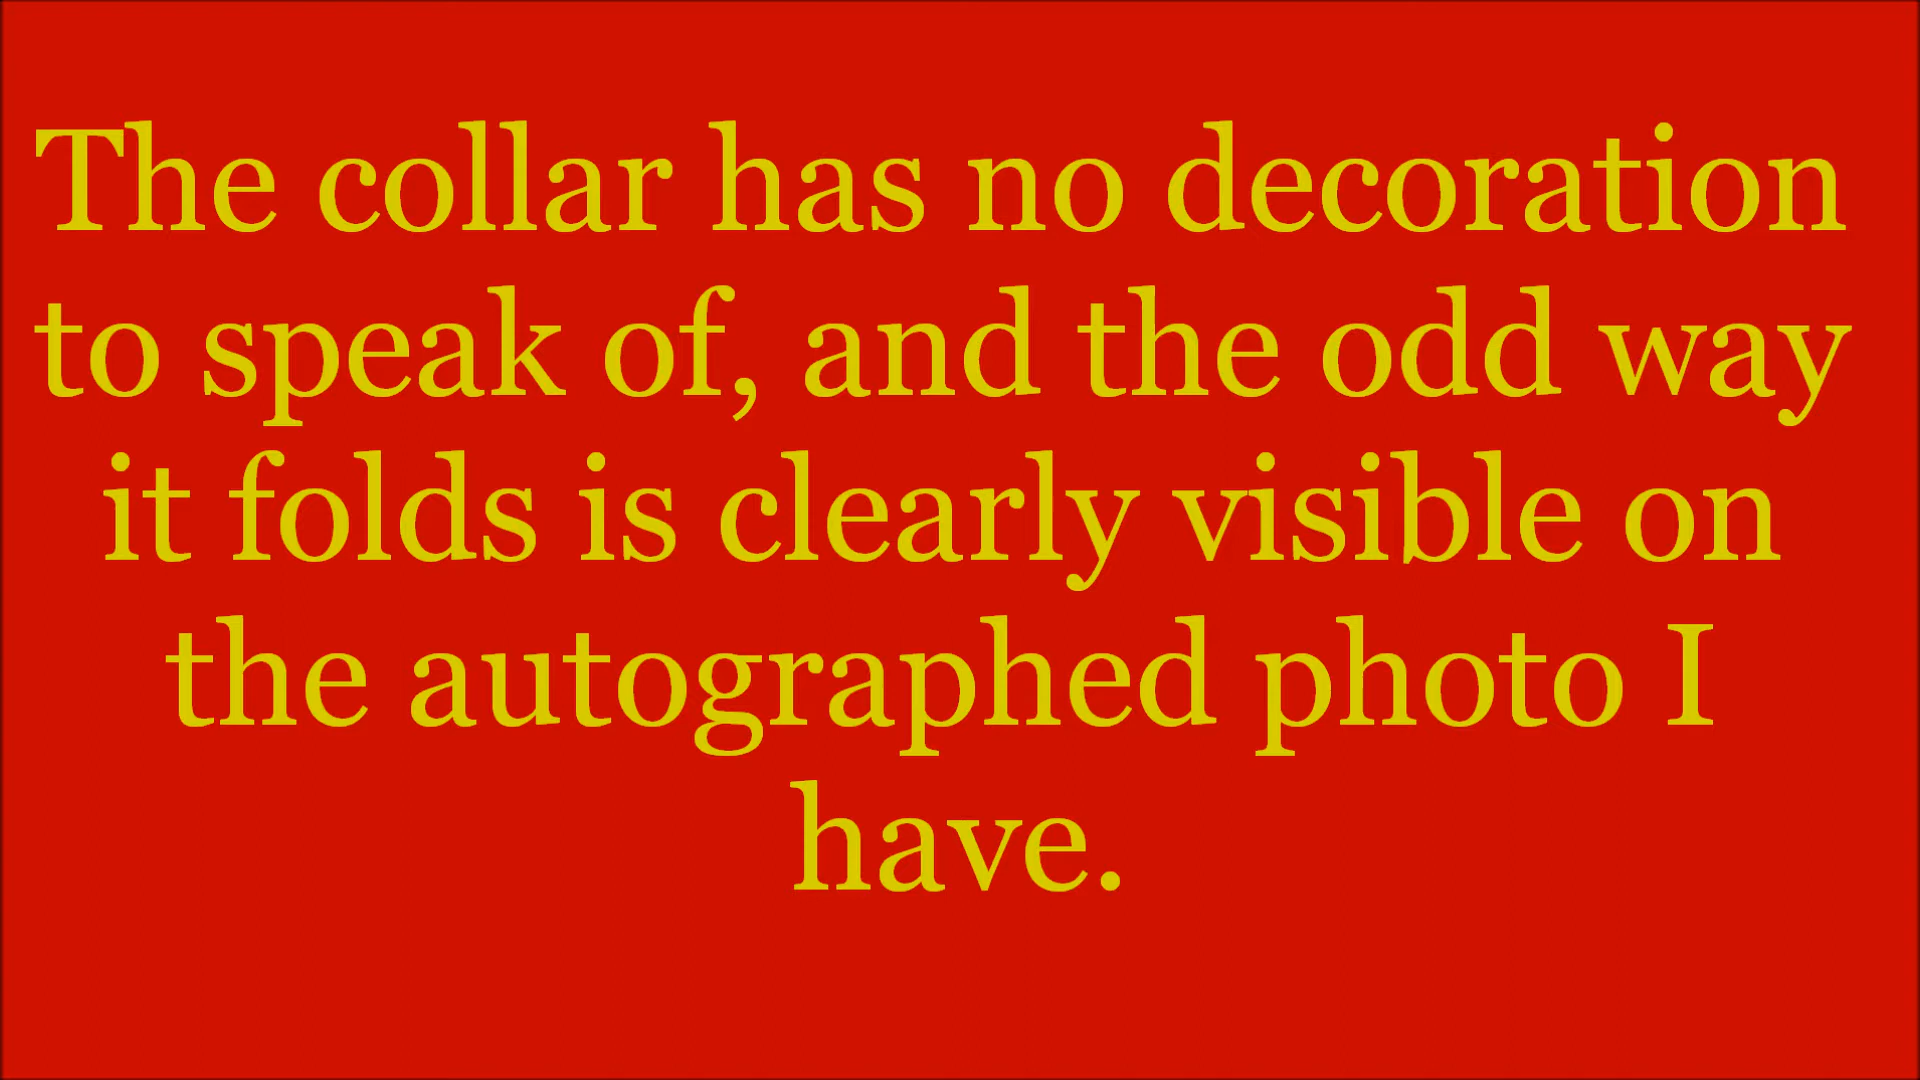 The collar has no decoration
to speak of, and the odd way
it folds is clearly visible on
the autographed photo I
have.